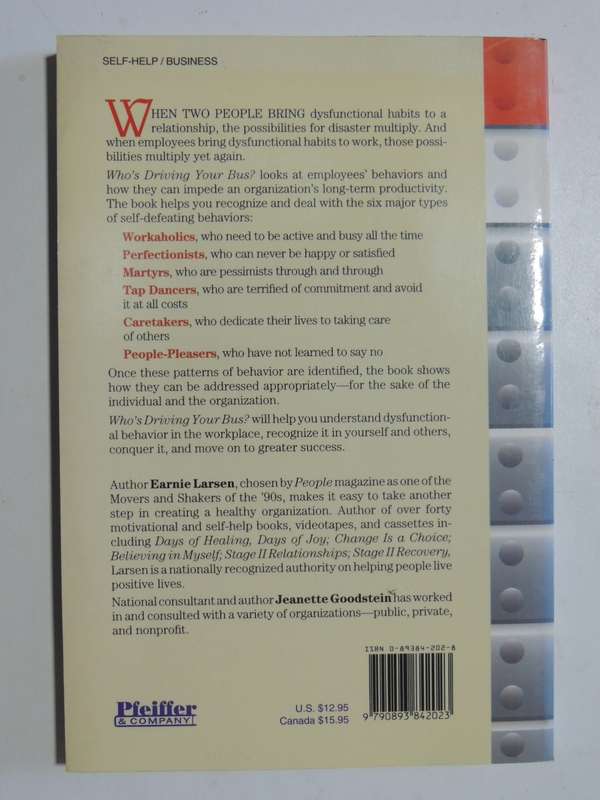 SELF-HELP / BUSINESS
WHEN TWO PEOPLE BRING dysfunctional habits to a
relationship, the possibilities for disaster multiply. And
when employees bring dysfunctional habits to work, those possi-
bilities multiply yet again.
Who's Driving Your Bus? looks at employees' behaviors and
how they can impede an organization's long-term productivity.
The book helps you recognize and deal with the six major types
of self-defeating behaviors:
Workaholics, who need to be active and busy all the time
Perfectionists, who can never be happy or satisfied
Martyrs, who are pessimists through and through
Tap Dancers, who are terrified of commitment and avoid
it at all costs
Caretakers, who dedicate their lives to taking care
of others
People-Pleasers, who have not learned to say no
Once these patterns of behavior are identified, the book shows
how they can be addressed appropriately—for the sake of the
individual and the organization.
Who's Driving Your Bus? will help you understand dysfunction-
al behavior in the workplace, recognize it in yourself and others,
conquer it, and move on to greater success.
Author Earnie Larsen, chosen by People magazine as one of the
Movers and Shakers of the '90s, makes it easy to take another
step in creating a healthy organization. Author of over forty
motivational and self-help books, videotapes, and cassettes in-
cluding Days of Healing, Days of Joy; Change Is a Choice;
Believing in Myself; Stage II Relationships; Stage II Recovery,
Larsen is a nationally recognized authority on helping people live
positive lives.
National consultant and author Jeanette Goodstein has worked
in and consulted with a variety of organizations—public, private,
and nonprofit.
ISBN 0-89384-202-8
Pfeiffer
& COMPANY
U.S. $12.95
Canada $15.95
9 790893 842023